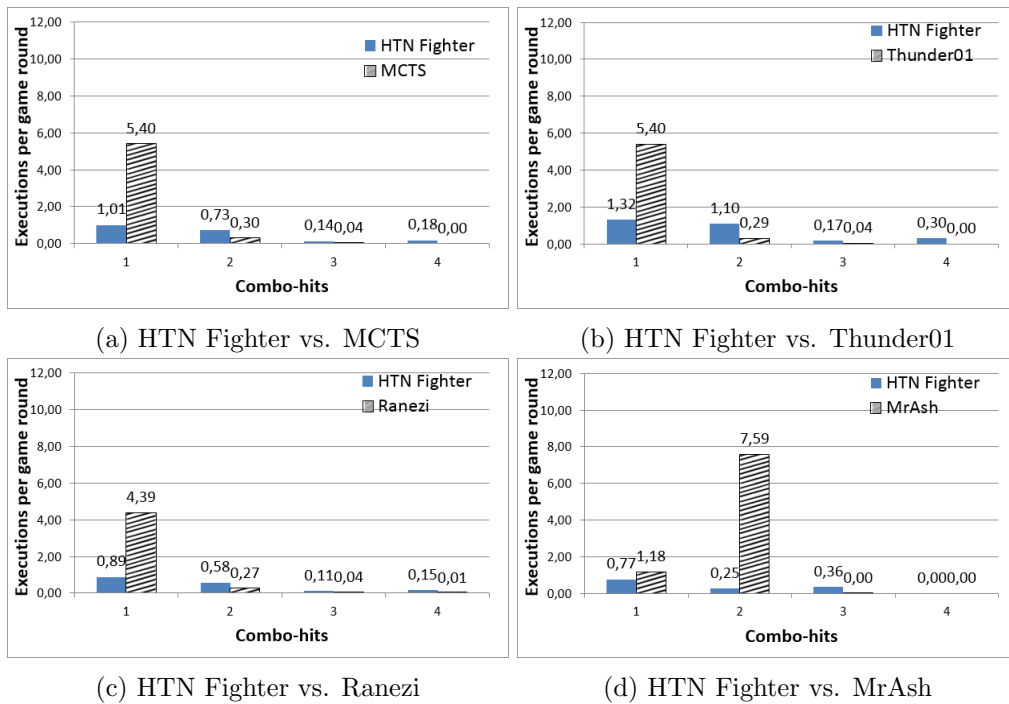 12,00
10,00
8,00
6,00
4,00
2,00
0,00
Executions per game round
HTN Fighter
MCTS
5,40
1,01
0,73
0,30
0,14
0,04
0,18
0,00
1 2 3 4
Combo-hits
(a) HTN Fighter vs. MCTS
12,00
10,00
8,00
6,00
4,00
2,00
0,00
Executions per game round
HTN Fighter
Thunder01
5,40
1,32
1,10
0,29
0,17
0,04
0,30
0,00
1 2 3 4
Combo-hits
(b) HTN Fighter vs. Thunder01
12,00
10,00
8,00
6,00
4,00
2,00
0,00
Executions per game round
HTN Fighter
Ranezi
4,39
0,89
0,58
0,27
0,11
0,04
0,15
0,01
1 2 3 4
Combo-hits
(c) HTN Fighter vs. Ranezi
12,00
10,00
8,00
6,00
4,00
2,00
0,00
Executions per game round
HTN Fighter
MrAsh
7,59
0,77
1,18
0,25
0,36
0,00
0,00
0,00
1 2 3 4
Combo-hits
(d) HTN Fighter vs. MrAsh